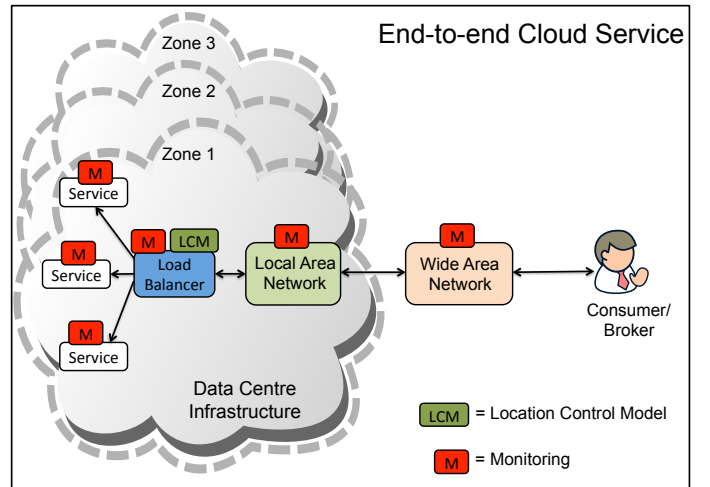 End-to-end Cloud Service
Zone 3
Zone 2
Zone 1
M
Service
M
LCM
Load
Balancer
M
Service
M
Service
M
Local Area
Network
M
Wide Area
Network
Consumer/
Broker
Data Centre
Infrastructure
LCM = Location Control Model
M = Monitoring